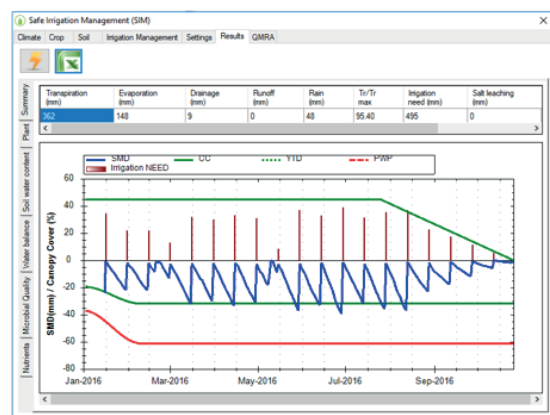 Safe Irrigation Management (SIM)
Climate Crop Soil Irrigation Management Settings Results QMRA
Transpiration (mm) Evaporation (mm) Drainage (mm) Runoff (mm) Rain (mm) Tr/Tr max Irrigation need (mm) Salt leaching (mm)
362 148 9 0 48 95.40 495 0
Summary
Plant
Soil water content
Water balance
Microbial Quality
Nutrients
SMD CC YTD PWP
Irrigation NEED
SMD(mm) / Canopy Cover (%)
60
40
20
0
-20
-40
-60
-80
Jan-2016 Mar-2016 May-2016 Jul-2016 Sep-2016